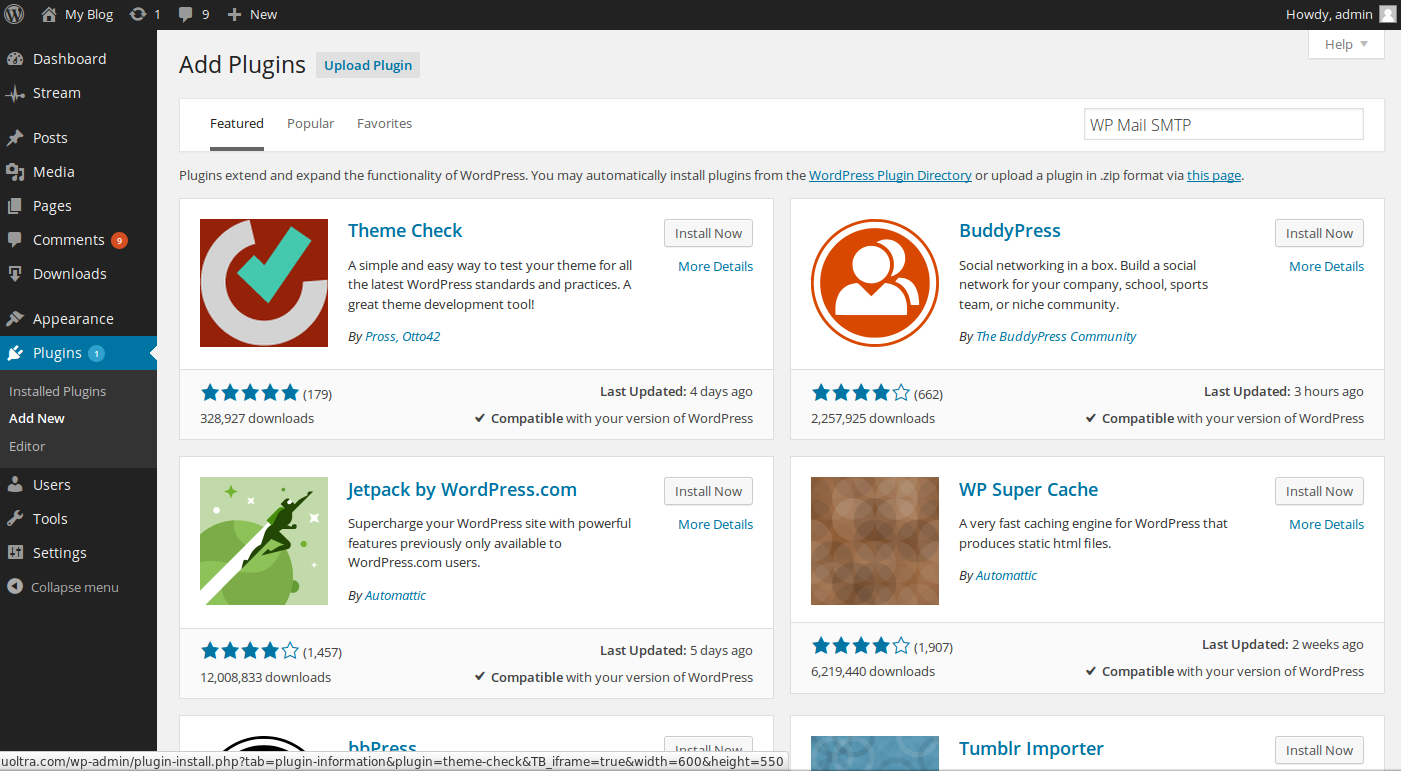 My Blog 1 9 New Howdy, admin
Help
Dashboard
Stream
Posts
Media
Pages
Comments 9
Downloads
Appearance
Plugins 1
Installed Plugins
Add New
Editor
Users
Tools
Settings
Collapse menu
Add Plugins Upload Plugin
Featured Popular Favorites WP Mail SMTP
Plugins extend and expand the functionality of WordPress. You may automatically install plugins from the WordPress Plugin Directory or upload a plugin in .zip format via this page.
Theme Check
Install Now
More Details
A simple and easy way to test your theme for all
the latest WordPress standards and practices. A
great theme development tool!
By Pross, Otto42
(179)
328,927 downloads
Last Updated: 4 days ago
Compatible with your version of WordPress
BuddyPress
Install Now
More Details
Social networking in a box. Build a social
network for your company, school, sports
team, or niche community.
By The BuddyPress Community
(662)
2,257,925 downloads
Last Updated: 3 hours ago
Compatible with your version of WordPress
Jetpack by WordPress.com
Install Now
More Details
Supercharge your WordPress site with powerful
features previously only available to
WordPress.com users.
By Automattic
(1,457)
12,008,833 downloads
Last Updated: 5 days ago
Compatible with your version of WordPress
WP Super Cache
Install Now
More Details
A very fast caching engine for WordPress that
produces static html files.
By Automattic
(1,907)
6,219,440 downloads
Last Updated: 2 weeks ago
Compatible with your version of WordPress
bbPress
Install Now
Tumblr Importer
Install Now
uoltra.com/wp-admin/plugin-install.php?tab=plugin-information&plugin=theme-check&TB_iframe=true&width=600&height=550